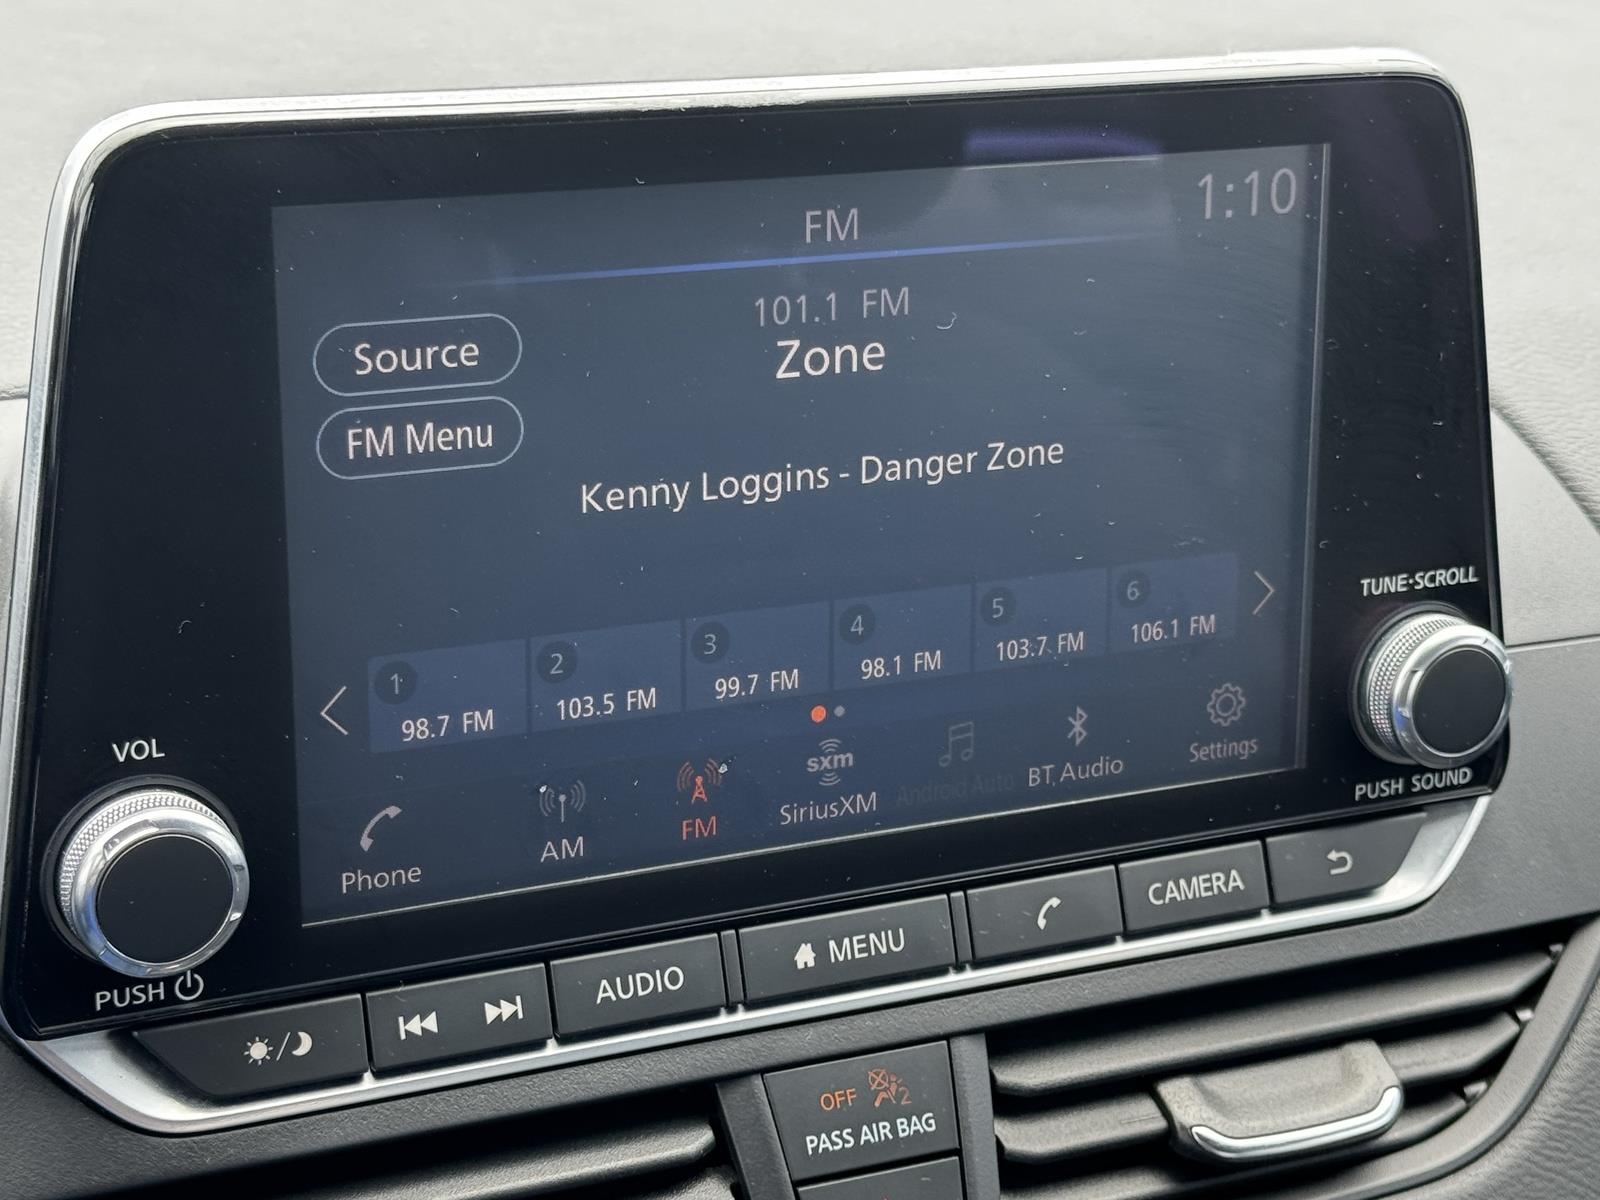 FM
1:10
101.1 FM
Zone
Source
FM Menu
Kenny Loggins - Danger Zone
1
98.7 FM
2
103.5 FM
3
99.7 FM
4
98.1 FM
5
103.7 FM
6
106.1 FM
Phone
AM
FM
sxm
SiriusXM
Android Auto
BT Audio
Settings
VOL
PUSH
TUNE·SCROLL
PUSH SOUND
AUDIO
MENU
CAMERA
OFF
2
PASS AIR BAG